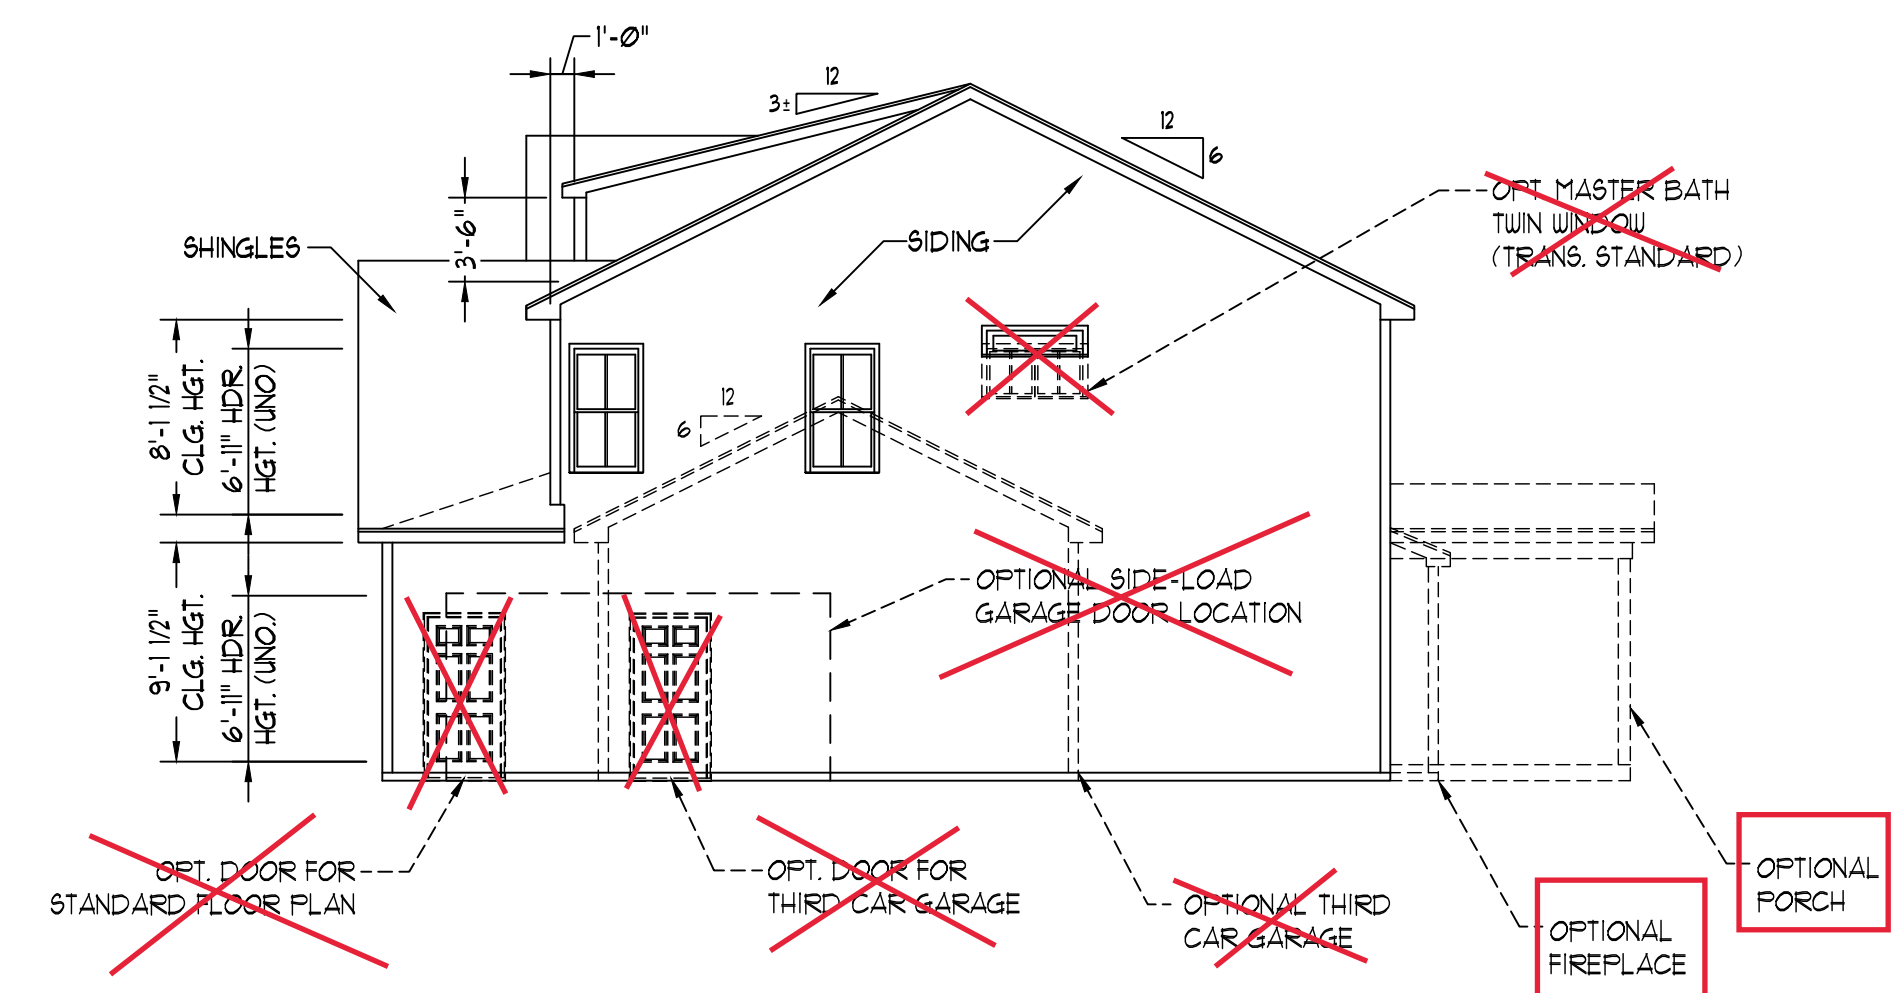 1'-0"
12
3±
12
6
OPT. MASTER BATH
TWIN WINDOW
(TRANS. STANDARD)
SHINGLES
3'-6"
SIDING
8'-1 1/2"
CLG. HGT.
6'-11" HDR.
HGT. (UNO)
12
6
OPTIONAL SIDE-LOAD
GARAGE DOOR LOCATION
9'-1 1/2"
CLG. HGT.
6'-11" HDR.
HGT. (UNO.)
OPT. DOOR FOR
STANDARD FLOOR PLAN
OPT. DOOR FOR
THIRD CAR GARAGE
OPTIONAL THIRD
CAR GARAGE
OPTIONAL
FIREPLACE
OPTIONAL
PORCH